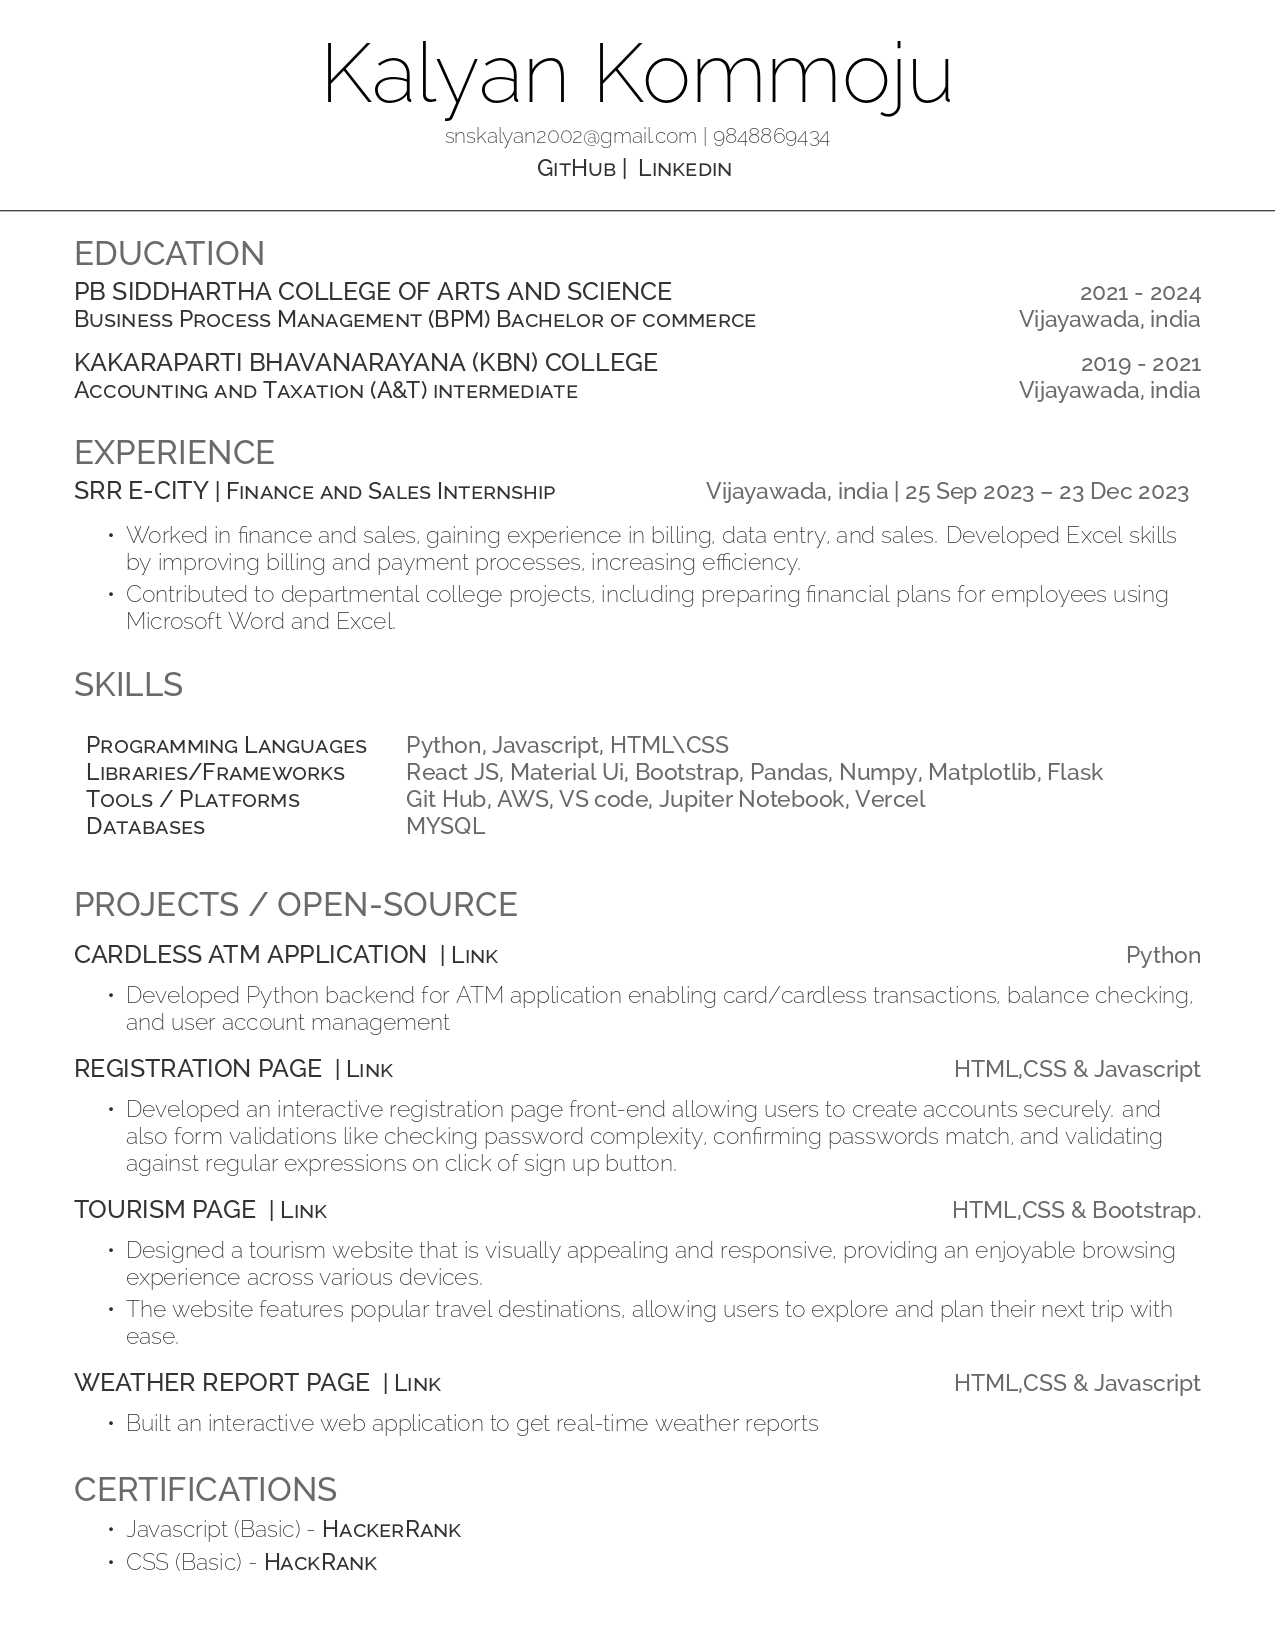 Kalyan Kommoju
snskalyan2002@gmail.com | 9848869434
GitHub | Linkedin
EDUCATION
PB SIDDHARTHA COLLEGE OF ARTS AND SCIENCE 2021 - 2024
Business Process Management (BPM) Bachelor of commerce Vijayawada, india
KAKARAPARTI BHAVANARAYANA (KBN) COLLEGE 2019 - 2021
Accounting and Taxation (A&T) intermediate Vijayawada, india
EXPERIENCE
SRR E-CITY | Finance and Sales Internship Vijayawada, india | 25 Sep 2023 – 23 Dec 2023
• Worked in finance and sales, gaining experience in billing, data entry, and sales. Developed Excel skills
by improving billing and payment processes, increasing efficiency.
• Contributed to departmental college projects, including preparing financial plans for employees using
Microsoft Word and Excel.
SKILLS
Programming Languages Python, Javascript, HTML\CSS
Libraries/Frameworks React JS, Material Ui, Bootstrap, Pandas, Numpy, Matplotlib, Flask
Tools / Platforms Git Hub, AWS, VS code, Jupiter Notebook, Vercel
Databases MYSQL
PROJECTS / OPEN-SOURCE
CARDLESS ATM APPLICATION | Link Python
• Developed Python backend for ATM application enabling card/cardless transactions, balance checking,
and user account management
REGISTRATION PAGE | Link HTML,CSS & Javascript
• Developed an interactive registration page front-end allowing users to create accounts securely. and
also form validations like checking password complexity, confirming passwords match, and validating
against regular expressions on click of sign up button.
TOURISM PAGE | Link HTML,CSS & Bootstrap.
• Designed a tourism website that is visually appealing and responsive, providing an enjoyable browsing
experience across various devices.
• The website features popular travel destinations, allowing users to explore and plan their next trip with
ease.
WEATHER REPORT PAGE | Link HTML,CSS & Javascript
• Built an interactive web application to get real-time weather reports
CERTIFICATIONS
• Javascript (Basic) - HackerRank
• CSS (Basic) - HackRank